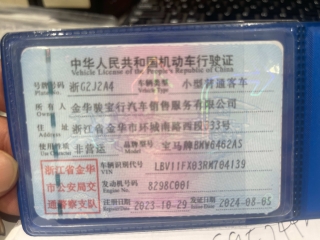 中华人民共和国机动车行驶证
Vehicle License of the People's Republic of China
号牌号码 浙G2J2A4 车辆类型 小型普通客车
所有人 金华骏宝行汽车销售服务有限公司
住址 浙江省金华市环城南路西段333号
使用性质 非营运 品牌型号 宝马牌BMW6462AS
浙江省金华
市公安局交
通警察支队
车辆识别代号 LBV11FX03RM704139
发动机号码 8298C001
注册日期 2023-10-29 发证日期 2024-08-05